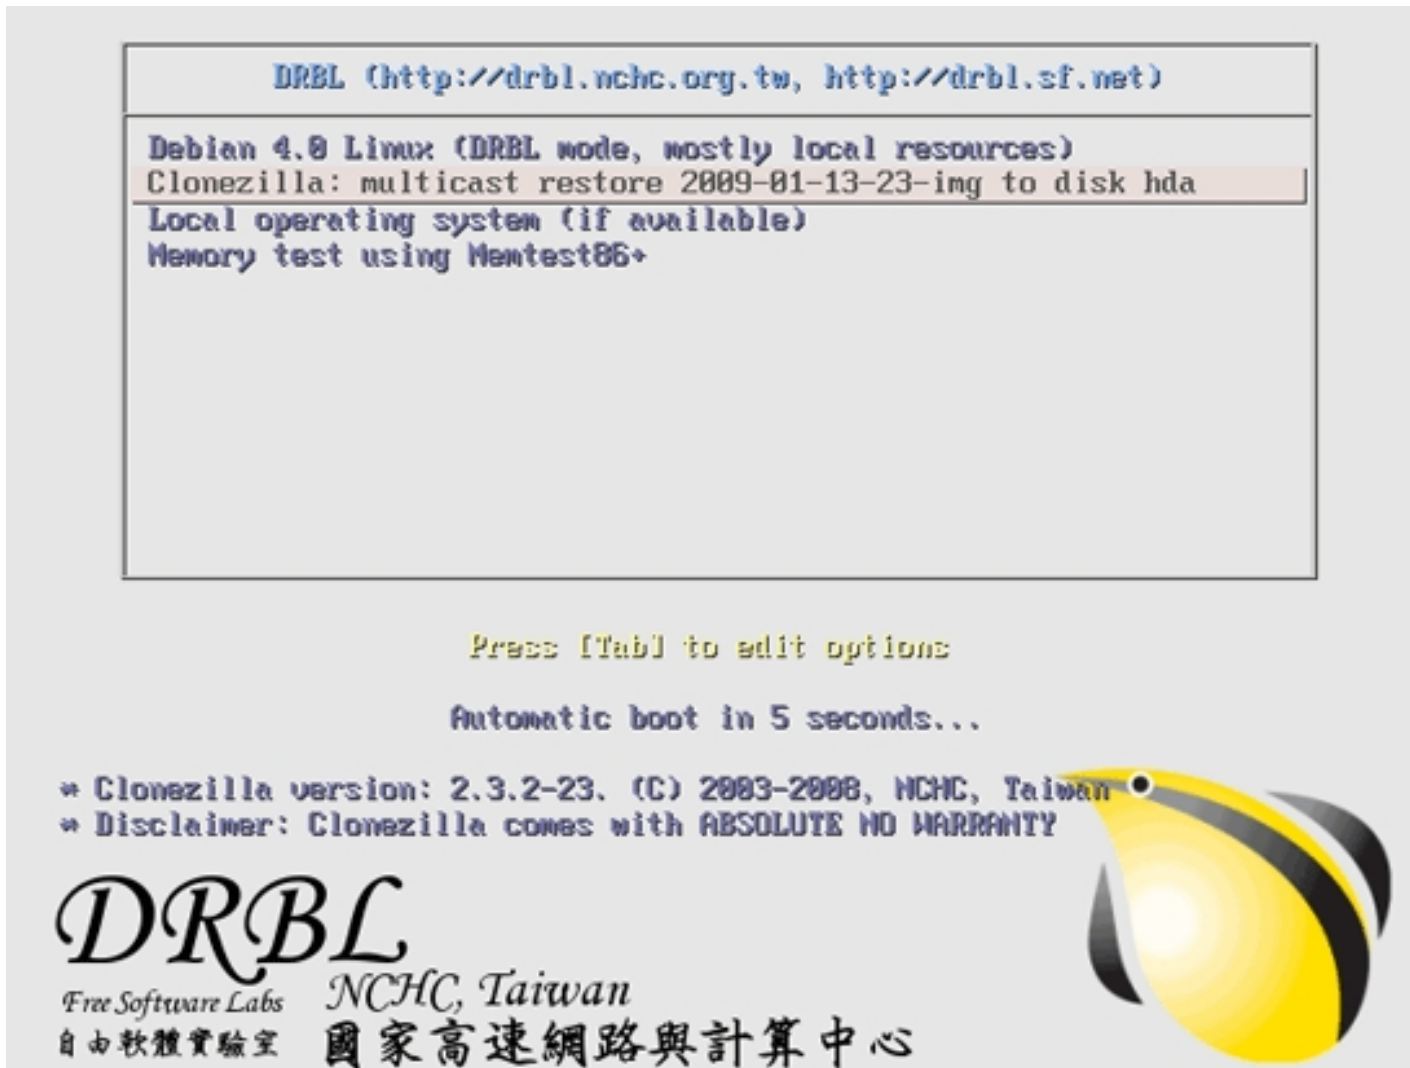 DRBL (http://drbl.nchc.org.tw, http://drbl.sf.net)
Debian 4.0 Linux (DRBL mode, mostly local resources)
Clonezilla: multicast restore 2009-01-13-23-img to disk hda
Local operating system (if available)
Memory test using Memtest86+
Press [Tab] to edit options
Automatic boot in 5 seconds...
* Clonezilla version: 2.3.2-23. (C) 2003-2008, NCHC, Taiwan
* Disclaimer: Clonezilla comes with ABSOLUTE NO WARRANTY
DRBL
Free Software Labs
自由軟體實驗室
NCHC, Taiwan
國家高速網路與計算中心